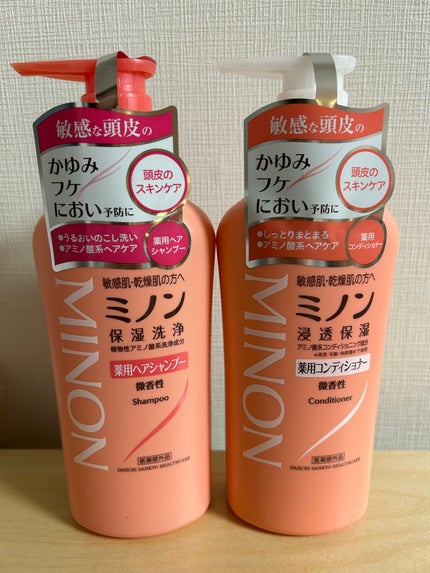 敏感な頭皮の
かゆみ
フケ
におい予防に
頭皮の
スキンケア
●うるおいのこし洗い
●アミノ酸系ヘアケア
薬用ヘア
シャンプー
MINON
敏感肌・乾燥肌の方へ
ミノン
保湿洗浄
植物性アミノ酸系洗浄成分
薬用ヘアシャンプー
微香性
Shampoo
医薬部外品
DAIICHI SANKYO HEALTHCARE
敏感な頭皮の
かゆみ
フケ
におい予防に
頭皮の
スキンケア
●しっとりまとまる
●アミノ酸系ヘアケア
薬用
コンディショナー
MINON
敏感肌・乾燥肌の方へ
ミノン
浸透保湿
アミノ酸系コンディショニング成分
*浸透:毛髪・角質層まで浸透
薬用コンディショナー
微香性
Conditioner
医薬部外品
DAIICHI SANKYO HEALTHCARE